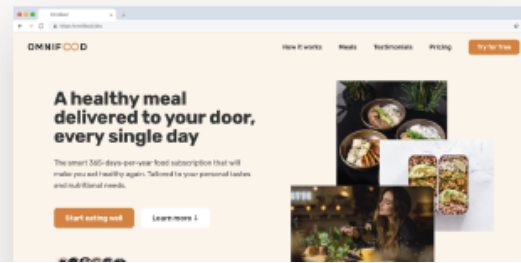 OMNIFOOD
How it works Meals Testimonials Pricing Try for free
A healthy meal
delivered to your door,
every single day
The smart 365-days-per-year food subscription that will
make you eat healthy again. Tailored to your personal tastes
and nutritional needs.
Start eating well Learn more ↓